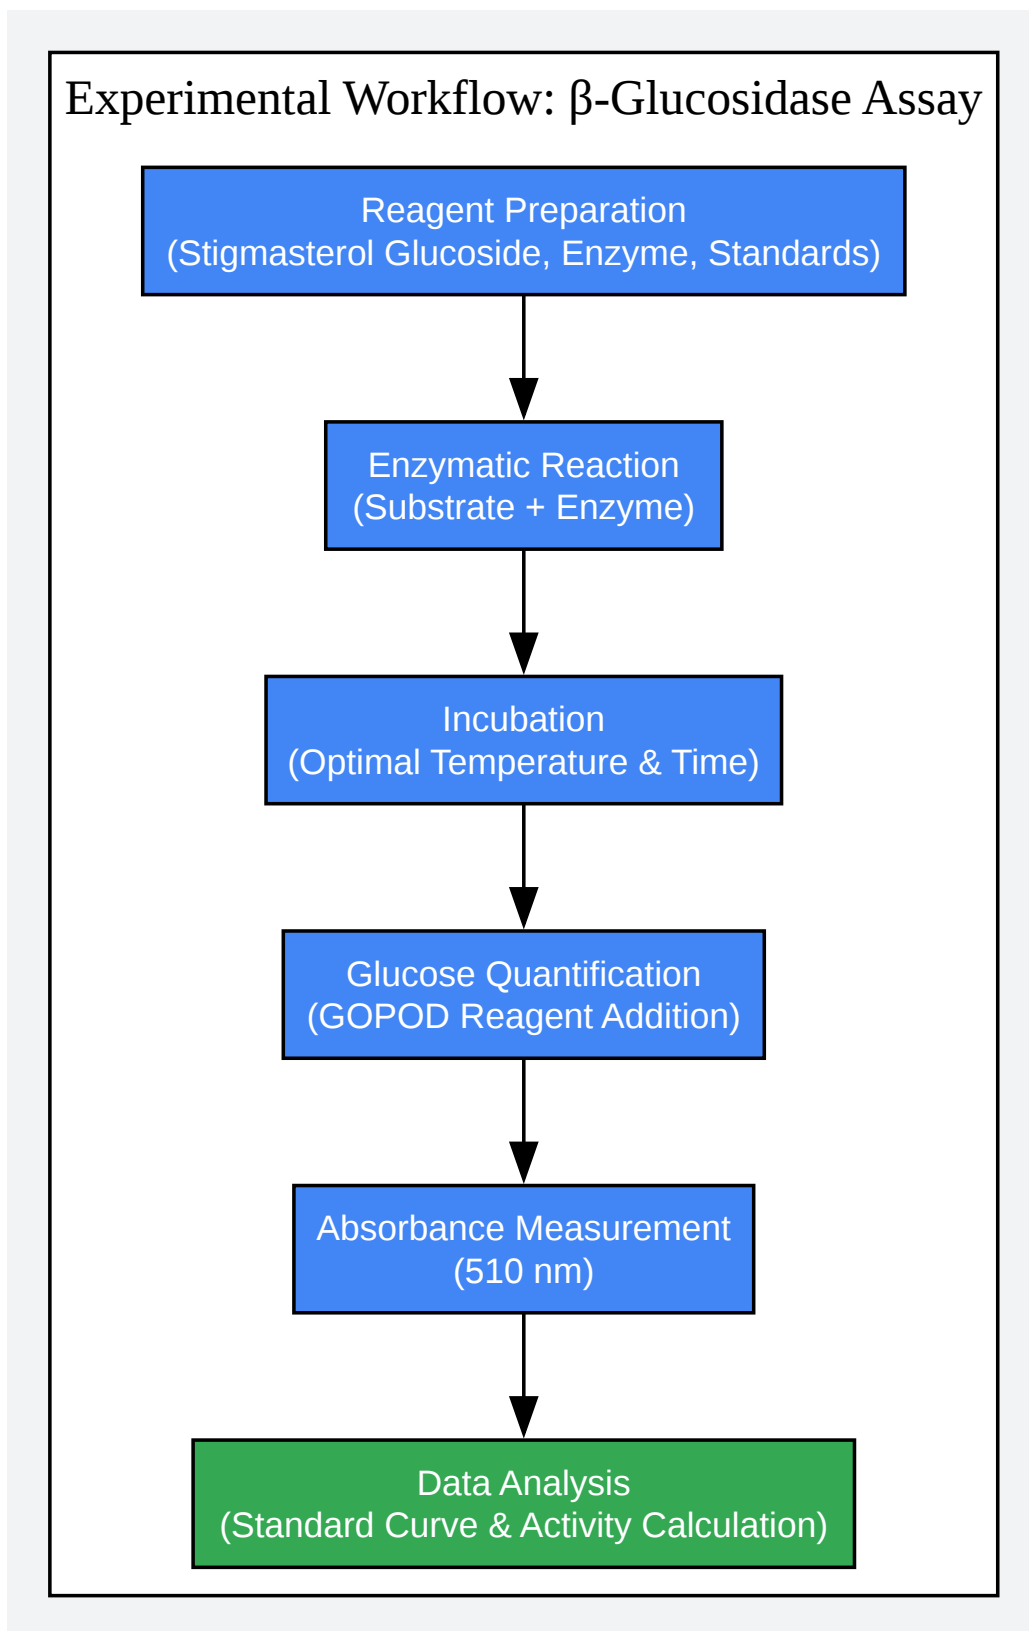 Experimental Workflow: β-Glucosidase Assay
Reagent Preparation
(Stigmasterol Glucoside, Enzyme, Standards)
Enzymatic Reaction
(Substrate + Enzyme)
Incubation
(Optimal Temperature & Time)
Glucose Quantification
(GOPOD Reagent Addition)
Absorbance Measurement
(510 nm)
Data Analysis
(Standard Curve & Activity Calculation)